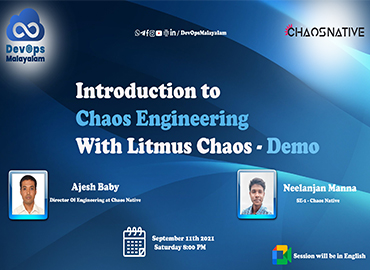 DevOps
Malayalam
/ DevOpsMalayalam
CHAOSNATIVE
Introduction to
Chaos Engineering
With Litmus Chaos - Demo
Ajesh Baby
Director Of Engineering at Chaos Native
Neelanjan Manna
SE-1 - Chaos Native
September 11th 2021
Saturday 8:00 PM
Session will be in English